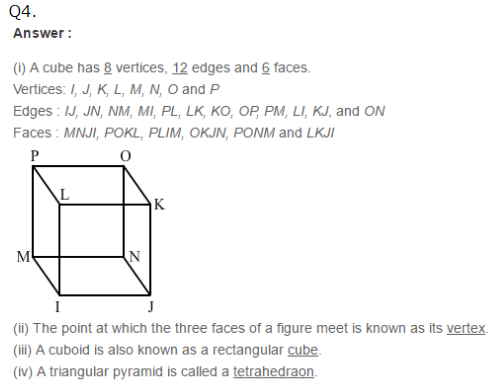 Q4.
Answer :
(i) A cube has 8 vertices, 12 edges and 6 faces.
Vertices: I, J, K, L, M, N, O and P
Edges : IJ, JN, NM, MI, PL, LK, KO, OP, PM, LI, KJ, and ON
Faces : MNJI, POKL, PLIM, OKJN, PONM and LKJI
P O
L
K
M N
I J
(ii) The point at which the three faces of a figure meet is known as its vertex.
(iii) A cuboid is also known as a rectangular cube.
(iv) A triangular pyramid is called a tetrahedraon.